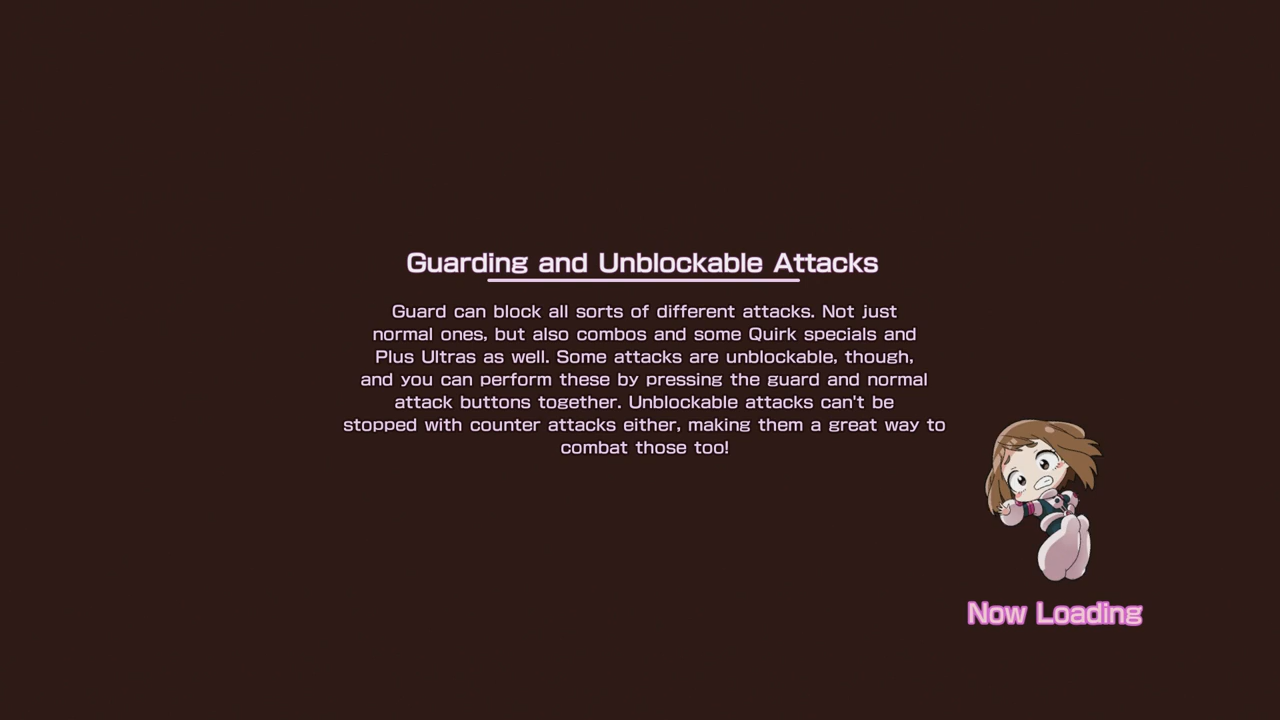 Guarding and Unblockable Attacks
Guard can block all sorts of different attacks. Not just
normal ones, but also combos and some Quirk specials and
Plus Ultras as well. Some attacks are unblockable, though,
and you can perform these by pressing the guard and normal
attack buttons together. Unblockable attacks can't be
stopped with counter attacks either, making them a great way to
combat those too!
Now Loading